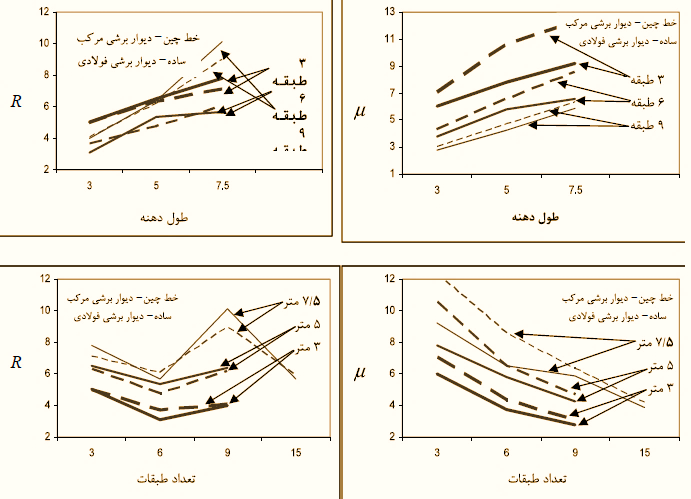 12
10
8
6
4
2
R
خط چین – دیوار برشی مرکب
ساده – دیوار برشی فولادی
۳
طبقه
۶
طبقه
۹
3
5
7.5
طول دهنه
13
11
9
7
5
3
1
μ
خط چین – دیوار برشی مرکب
ساده – دیوار برشی فولادی
۳ طبقه
۶ طبقه
۹ طبقه
3
5
7.5
طول دهنه
12
10
8
6
4
2
R
خط چین – دیوار برشی مرکب
ساده – دیوار برشی فولادی
۷/۵ متر
۵ متر
۳ متر
3
6
9
15
تعداد طبقات
12
10
8
6
4
2
μ
خط چین – دیوار برشی مرکب
ساده – دیوار برشی فولادی
۷/۵ متر
۵ متر
۳ متر
3
6
9
15
تعداد طبقات